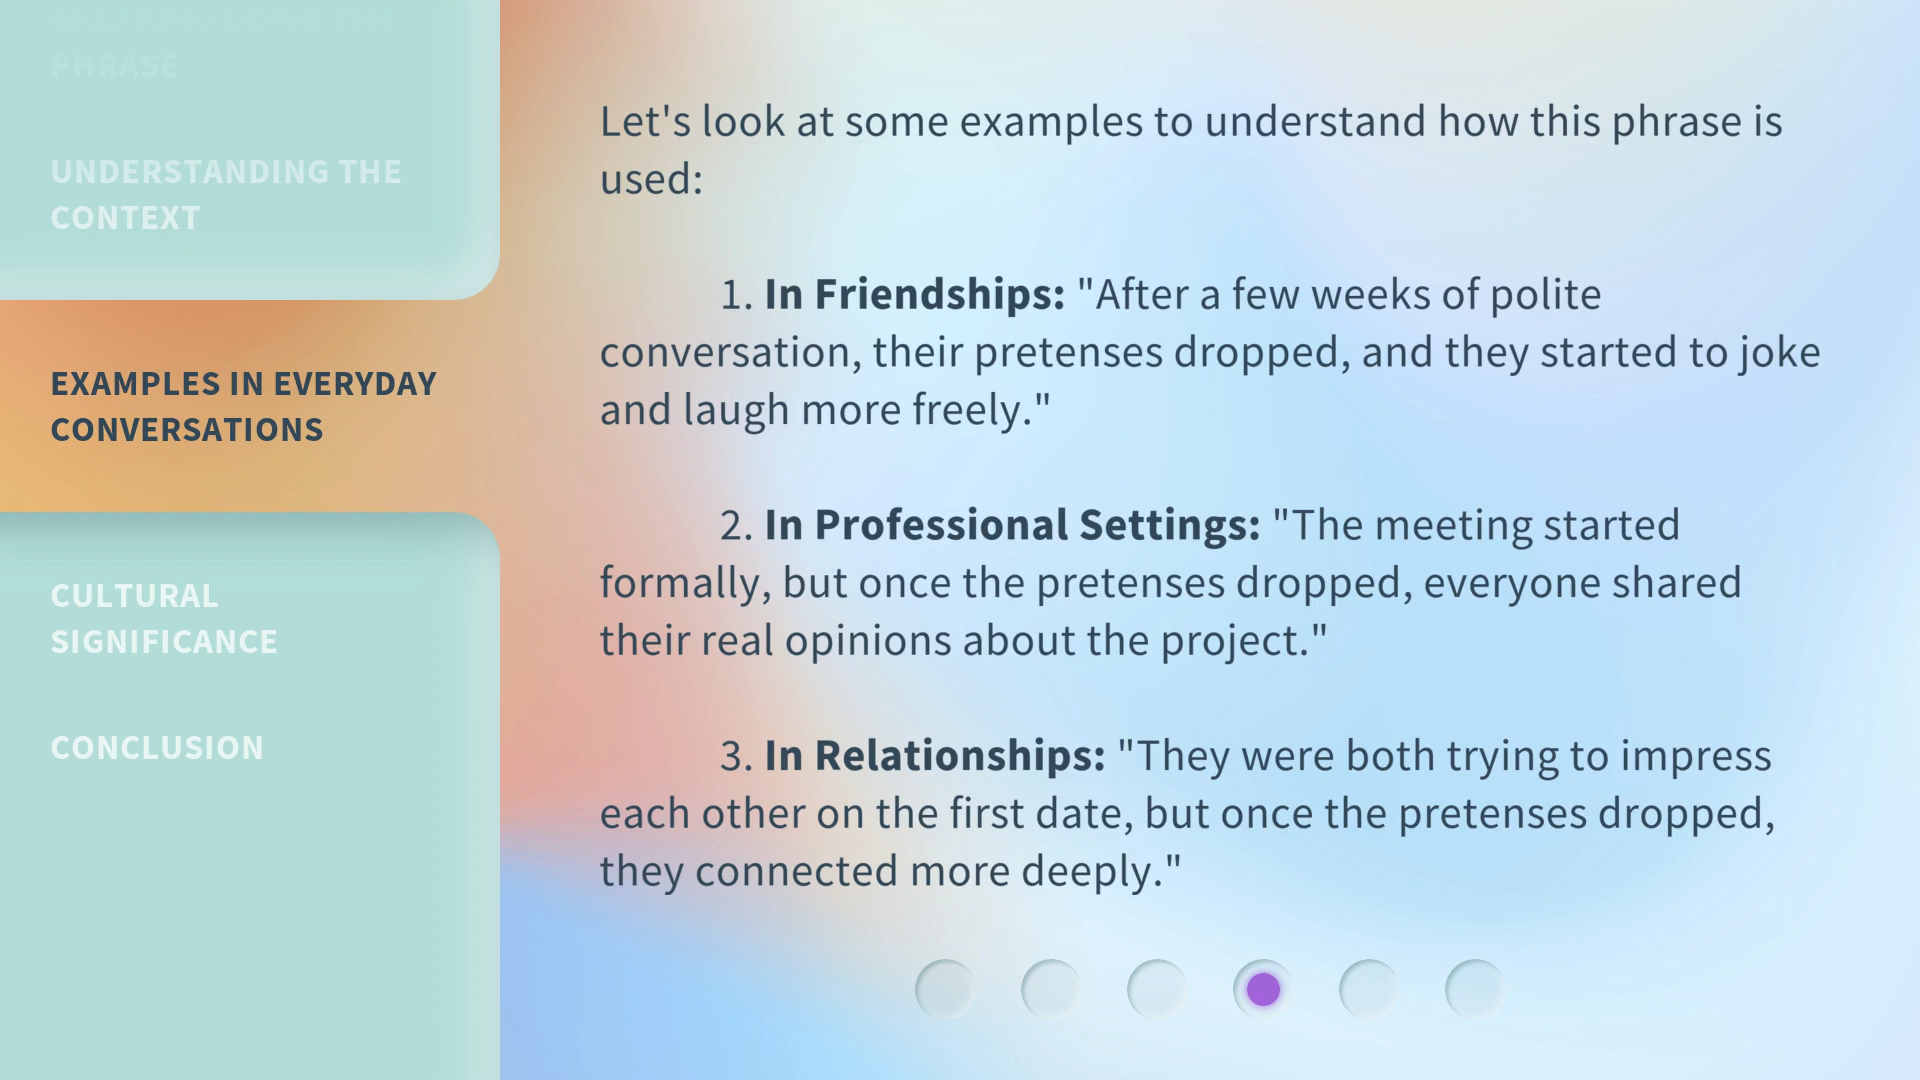 PHRASE
UNDERSTANDING THE
CONTEXT
EXAMPLES IN EVERYDAY
CONVERSATIONS
CULTURAL
SIGNIFICANCE
CONCLUSION
Let's look at some examples to understand how this phrase is
used:
1. In Friendships: "After a few weeks of polite
conversation, their pretenses dropped, and they started to joke
and laugh more freely."
2. In Professional Settings: "The meeting started
formally, but once the pretenses dropped, everyone shared
their real opinions about the project."
3. In Relationships: "They were both trying to impress
each other on the first date, but once the pretenses dropped,
they connected more deeply."